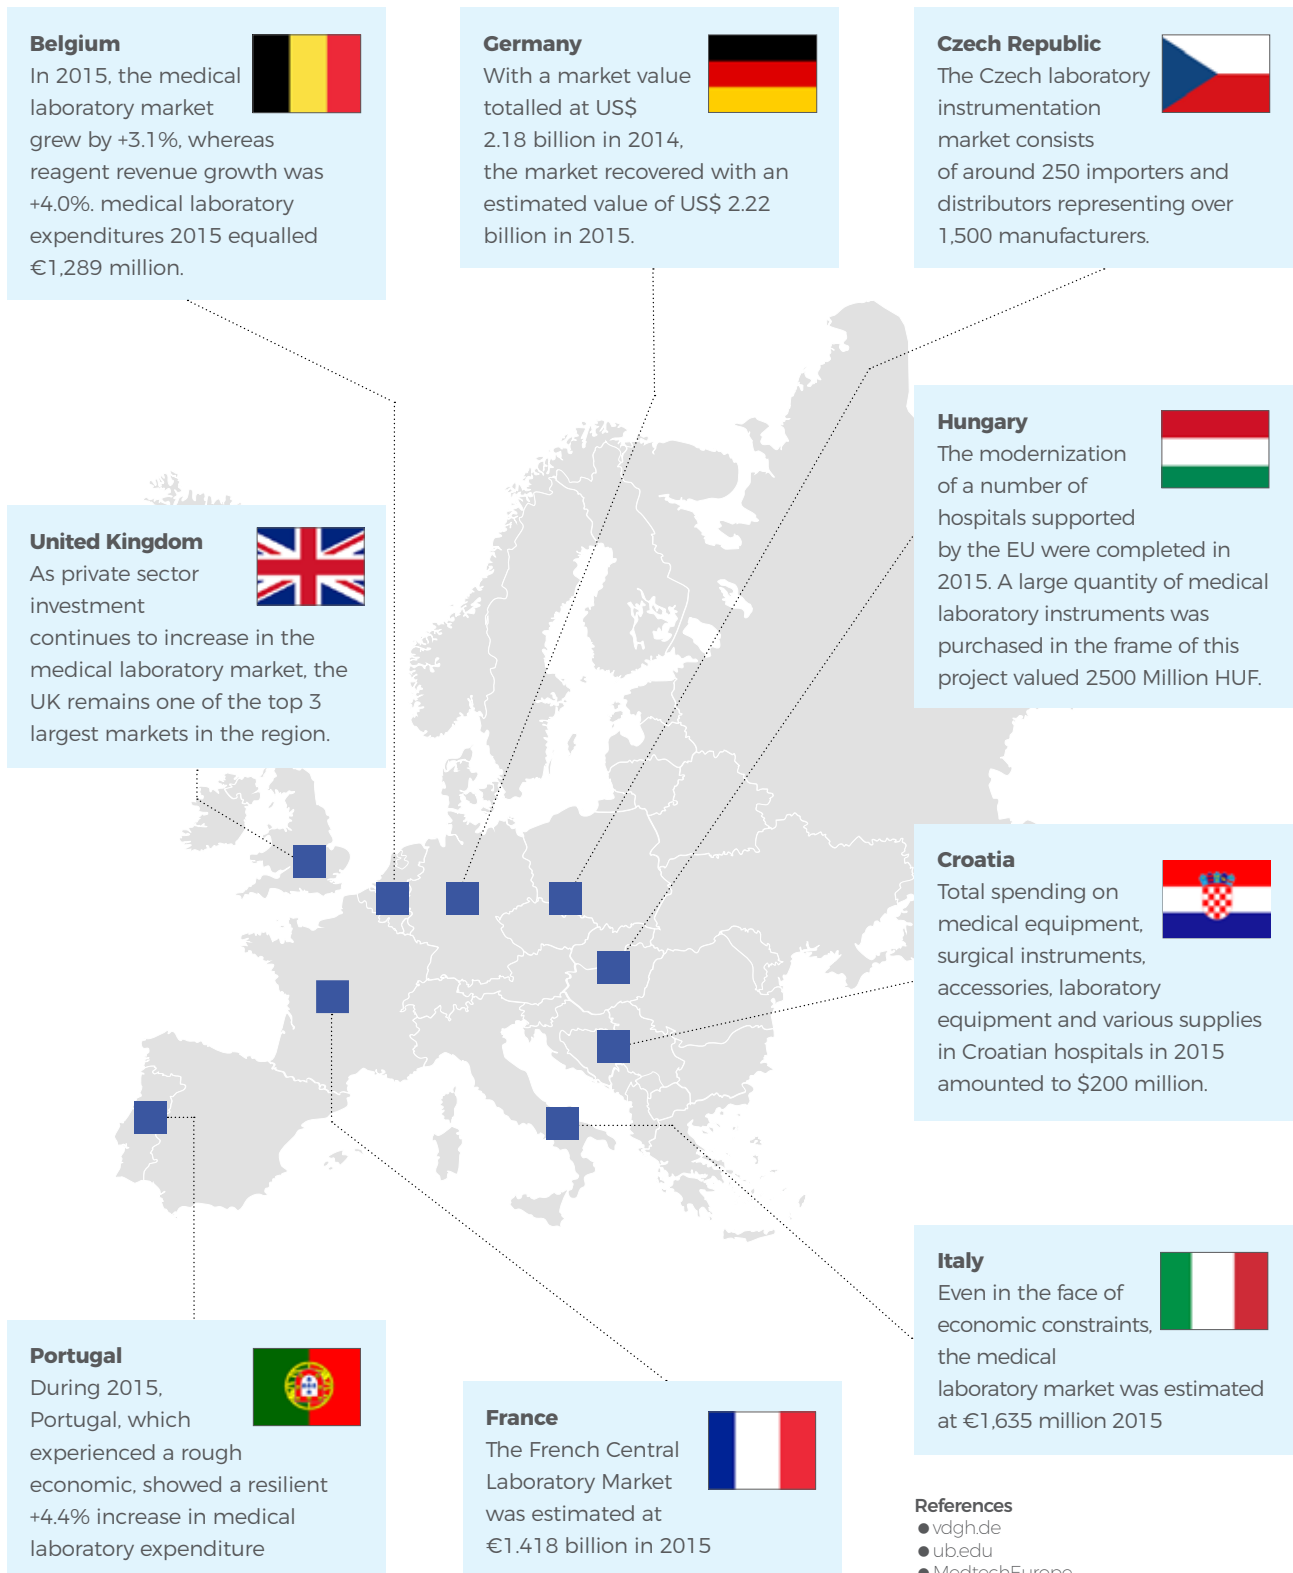 Belgium
In 2015, the medical
laboratory market
grew by +3.1%, whereas
reagent revenue growth was
+4.0%. medical laboratory
expenditures 2015 equalled
€1,289 million.
Germany
With a market value
totalled at US$
2.18 billion in 2014,
the market recovered with an
estimated value of US$ 2.22
billion in 2015.
Czech Republic
The Czech laboratory
instrumentation
market consists
of around 250 importers and
distributors representing over
1,500 manufacturers.
Hungary
The modernization
of a number of
hospitals supported
by the EU were completed in
2015. A large quantity of medical
laboratory instruments was
purchased in the frame of this
project valued 2500 Million HUF.
United Kingdom
As private sector
investment
continues to increase in the
medical laboratory market, the
UK remains one of the top 3
largest markets in the region.
Croatia
Total spending on
medical equipment,
surgical instruments,
accessories, laboratory
equipment and various supplies
in Croatian hospitals in 2015
amounted to $200 million.
Italy
Even in the face of
economic constraints,
the medical
laboratory market was estimated
at €1,635 million 2015
Portugal
During 2015,
Portugal, which
experienced a rough
economic, showed a resilient
+4.4% increase in medical
laboratory expenditure
France
The French Central
Laboratory Market
was estimated at
€1.418 billion in 2015
References
● vdgh.de
● ub.edu
● MedtechEurope